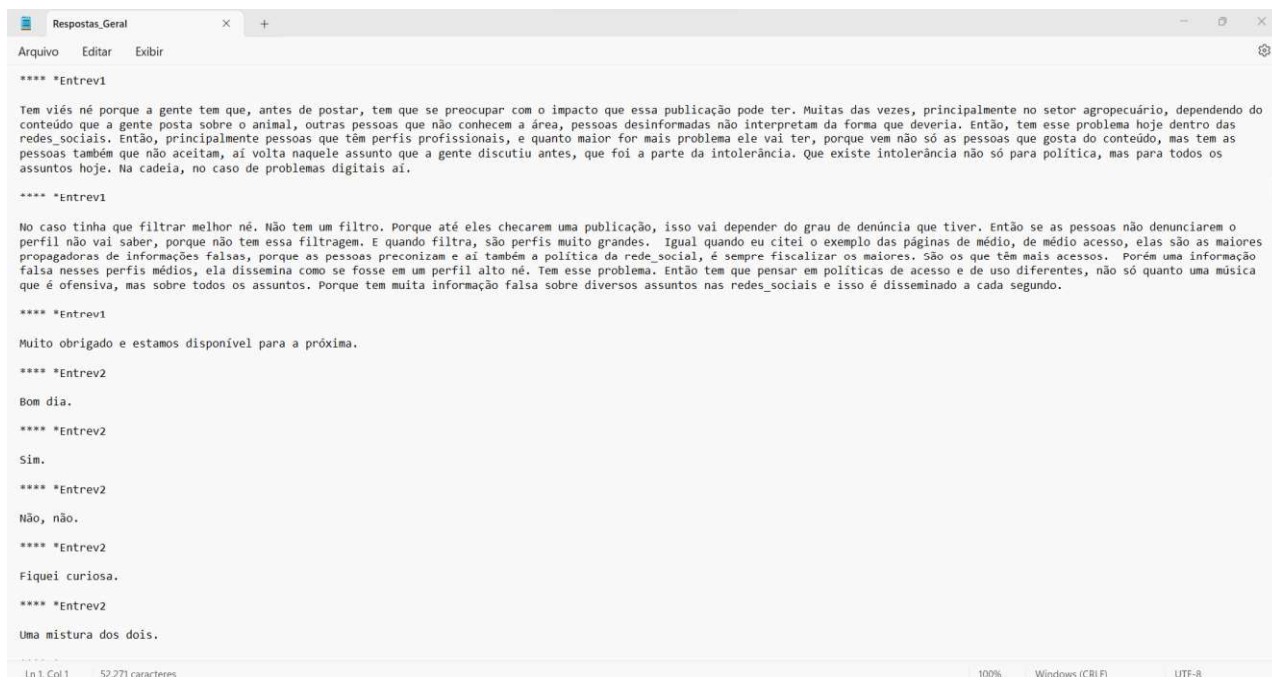 Respostas_Geral
Arquivo Editar Exibir
**** *Entrev1
Tem viés né porque a gente tem que, antes de postar, tem que se preocupar com o impacto que essa publicação pode ter. Muitas das vezes, principalmente no setor agropecuário, dependendo do
conteúdo que a gente posta sobre o animal, outras pessoas que não conhecem a área, pessoas desinformadas não interpretam da forma que deveria. Então, tem esse problema hoje dentro das
redes_sociais. Então, principalmente pessoas que têm perfis profissionais, e quanto maior for mais problema ele vai ter, porque vem não só as pessoas que gosta do conteúdo, mas tem as
pessoas também que não aceitam, aí volta naquele assunto que a gente discutiu antes, que foi a parte da intolerância. Que existe intolerância não só para política, mas para todos os
assuntos hoje. Na cadeia, no caso de problemas digitais aí.
**** *Entrev1
No caso tinha que filtrar melhor né. Não tem um filtro. Porque até eles checarem uma publicação, isso vai depender do grau de denúncia que tiver. Então se as pessoas não denunciarem o
perfil não vai saber, porque não tem essa filtragem. E quando filtra, são perfis muito grandes. Igual quando eu citei o exemplo das páginas de médio, de médio acesso, elas são as maiores
propagadoras de informações falsas, porque as pessoas preconizam e aí também a política da rede_social, é sempre fiscalizar os maiores. São os que têm mais acessos. Porém uma informação
falsa nesses perfis médios, ela dissemina como se fosse em um perfil alto né. Tem esse problema. Então tem que pensar em políticas de acesso e de uso diferentes, não só quanto uma música
que é ofensiva, mas sobre todos os assuntos. Porque tem muita informação falsa sobre diversos assuntos nas redes_sociais e isso é disseminado a cada segundo.
**** *Entrev1
Muito obrigado e estamos disponível para a próxima.
**** *Entrev2
Bom dia.
**** *Entrev2
Sim.
**** *Entrev2
Não, não.
**** *Entrev2
Fiquei curiosa.
**** *Entrev2
Uma mistura dos dois.
Ln 1, Col 1 52.271 caracteres 100% Windows (CRLF) UTF-8